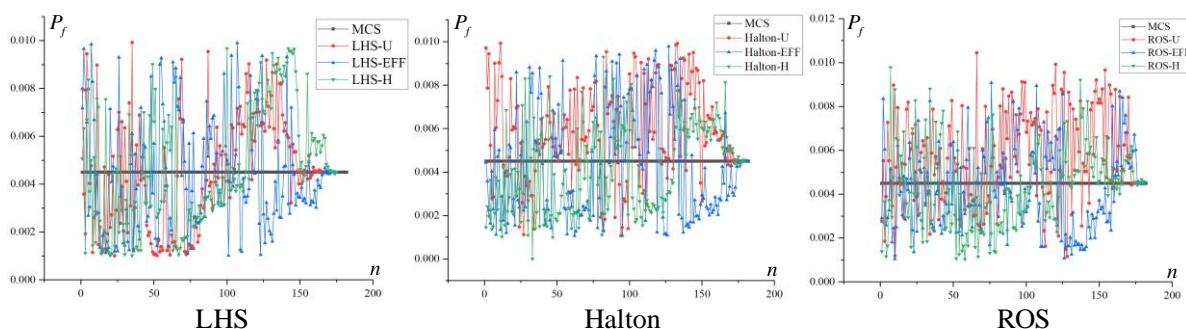 P_f
0.010
0.008
0.006
0.004
0.002
0.000
MCS
LHS-U
LHS-EFF
LHS-H
n
0
50
100
150
200
LHS
P_f
0.010
0.008
0.006
0.004
0.002
0.000
MCS
Halton-U
Halton-EFF
Halton-H
n
0
50
100
150
200
Halton
P_f
0.012
0.010
0.008
0.006
0.004
0.002
0.000
MCS
ROS-U
ROS-EFF
ROS-H
n
0
50
100
150
200
ROS